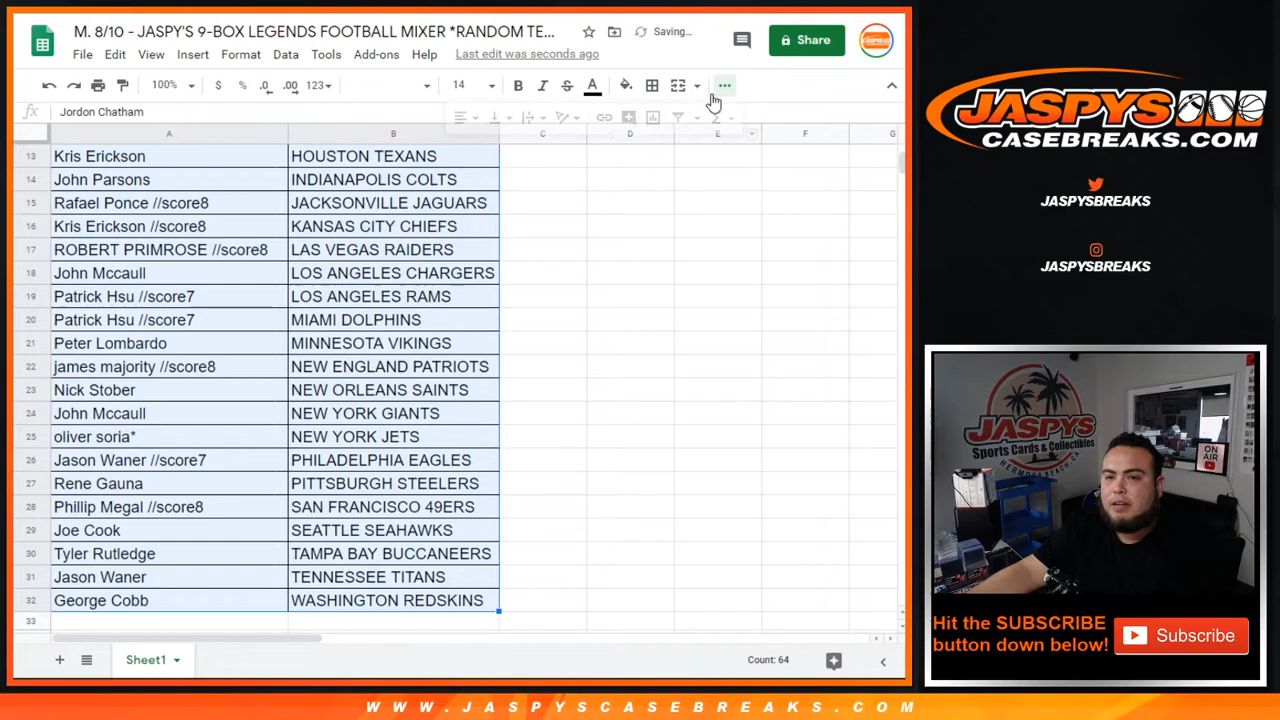 M. 8/10 - JASPY'S 9-BOX LEGENDS FOOTBALL MIXER *RANDOM TE...
Saving...
Share
File Edit View Insert Format Data Tools Add-ons Help Last edit was seconds ago
100% $ % .0 .00 123 14 B I S A
fx Jordon Chatham
A B C D E F G
13 Kris Erickson HOUSTON TEXANS
14 John Parsons INDIANAPOLIS COLTS
15 Rafael Ponce //score8 JACKSONVILLE JAGUARS
16 Kris Erickson //score8 KANSAS CITY CHIEFS
17 ROBERT PRIMROSE //score8 LAS VEGAS RAIDERS
18 John Mccaull LOS ANGELES CHARGERS
19 Patrick Hsu //score7 LOS ANGELES RAMS
20 Patrick Hsu //score7 MIAMI DOLPHINS
21 Peter Lombardo MINNESOTA VIKINGS
22 james majority //score8 NEW ENGLAND PATRIOTS
23 Nick Stober NEW ORLEANS SAINTS
24 John Mccaull NEW YORK GIANTS
25 oliver soria* NEW YORK JETS
26 Jason Waner //score7 PHILADELPHIA EAGLES
27 Rene Gauna PITTSBURGH STEELERS
28 Phillip Megal //score8 SAN FRANCISCO 49ERS
29 Joe Cook SEATTLE SEAHAWKS
30 Tyler Rutledge TAMPA BAY BUCCANEERS
31 Jason Waner TENNESSEE TITANS
32 George Cobb WASHINGTON REDSKINS
33
Sheet1
Count: 64
JASPYS
CASEBREAKS.COM
JASPYSBREAKS
JASPYSBREAKS
JASPYS
Sports Cards & Collectibles
HERMOSA BEACH, CA
ON AIR
Hit the SUBSCRIBE
button down below!
Subscribe
WWW.JASPYSCASEBREAKS.COM